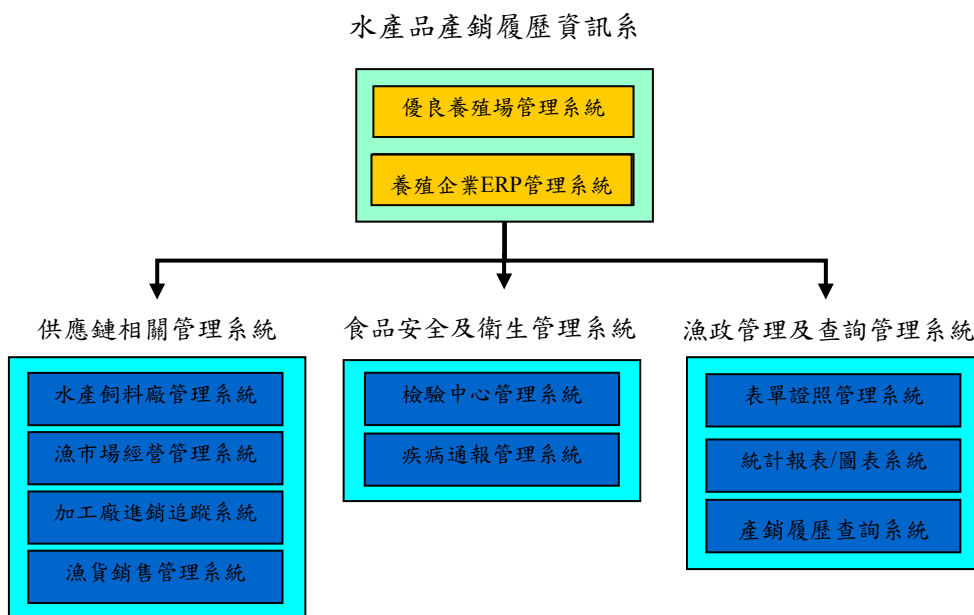 水產品產銷履歷資訊系
優良養殖場管理系統
養殖企業ERP管理系統
供應鏈相關管理系統
水產飼料廠管理系統
漁市場經營管理系統
加工廠進銷追蹤系統
漁貨銷售管理系統
食品安全及衛生管理系統
檢驗中心管理系統
疾病通報管理系統
漁政管理及查詢管理系統
表單證照管理系統
統計報表/圖表系統
產銷履歷查詢系統